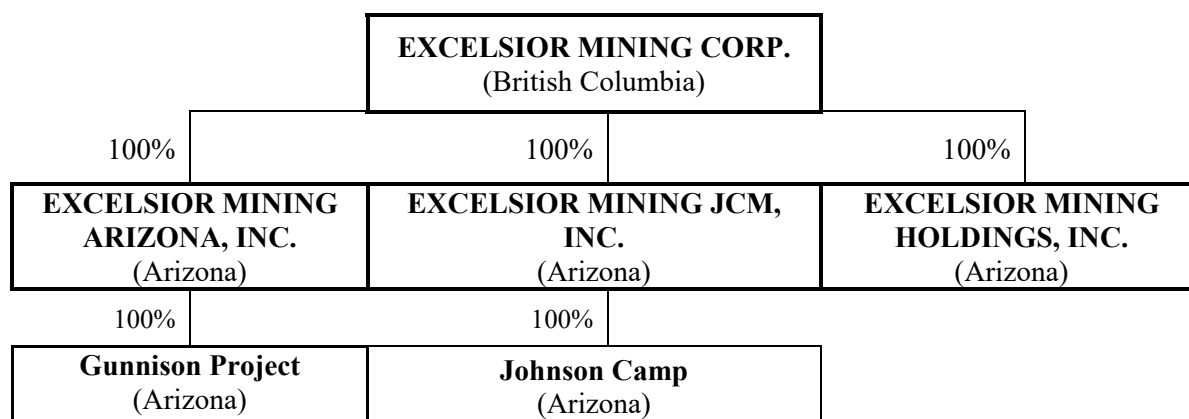 EXCELSIOR MINING CORP.
(British Columbia)
100%
100%
100%
EXCELSIOR MINING
ARIZONA, INC.
(Arizona)
EXCELSIOR MINING JCM,
INC.
(Arizona)
EXCELSIOR MINING
HOLDINGS, INC.
(Arizona)
100%
100%
Gunnison Project
(Arizona)
Johnson Camp
(Arizona)